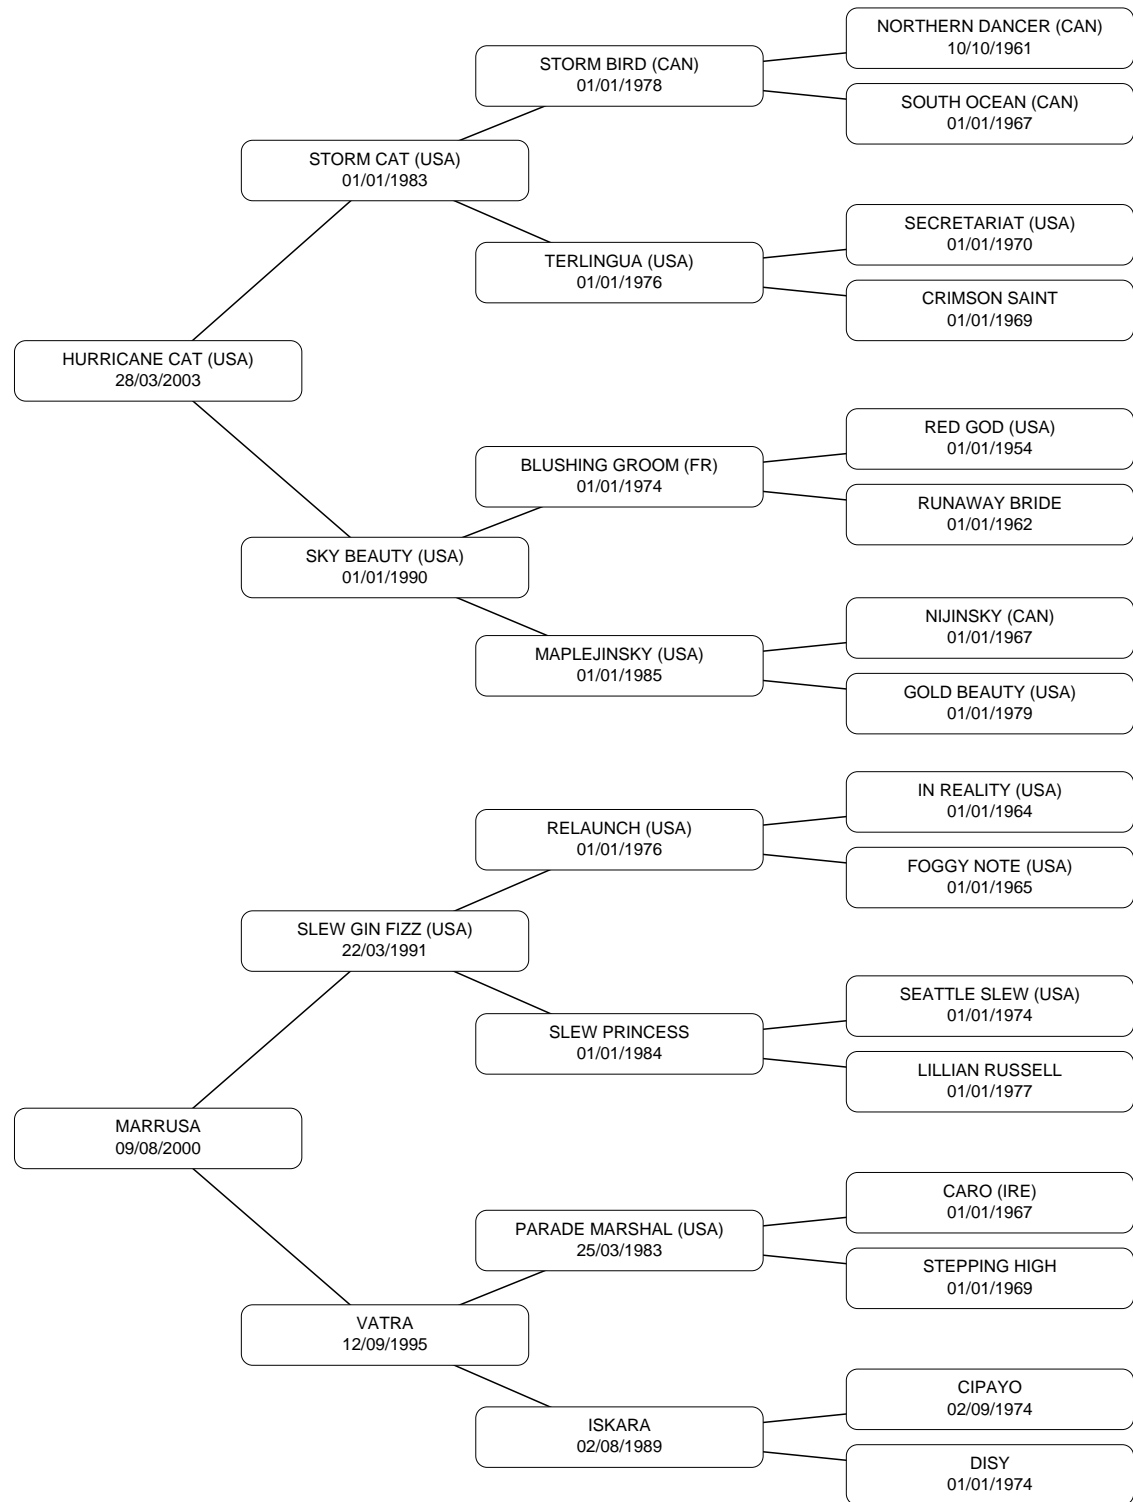 NORTHERN DANCER (CAN)
10/10/1961
STORM BIRD (CAN)
01/01/1978
SOUTH OCEAN (CAN)
01/01/1967
STORM CAT (USA)
01/01/1983
SECRETARIAT (USA)
01/01/1970
TERLINGUA (USA)
01/01/1976
CRIMSON SAINT
01/01/1969
HURRICANE CAT (USA)
28/03/2003
RED GOD (USA)
01/01/1954
BLUSHING GROOM (FR)
01/01/1974
RUNAWAY BRIDE
01/01/1962
SKY BEAUTY (USA)
01/01/1990
NIJINSKY (CAN)
01/01/1967
MAPLEJINSKY (USA)
01/01/1985
GOLD BEAUTY (USA)
01/01/1979
IN REALITY (USA)
01/01/1964
RELAUNCH (USA)
01/01/1976
FOGGY NOTE (USA)
01/01/1965
SLEW GIN FIZZ (USA)
22/03/1991
SEATTLE SLEW (USA)
01/01/1974
SLEW PRINCESS
01/01/1984
LILLIAN RUSSELL
01/01/1977
MARRUSA
09/08/2000
CARO (IRE)
01/01/1967
PARADE MARSHAL (USA)
25/03/1983
STEPPING HIGH
01/01/1969
VATRA
12/09/1995
CIPAYO
02/09/1974
ISKARA
02/08/1989
DISY
01/01/1974